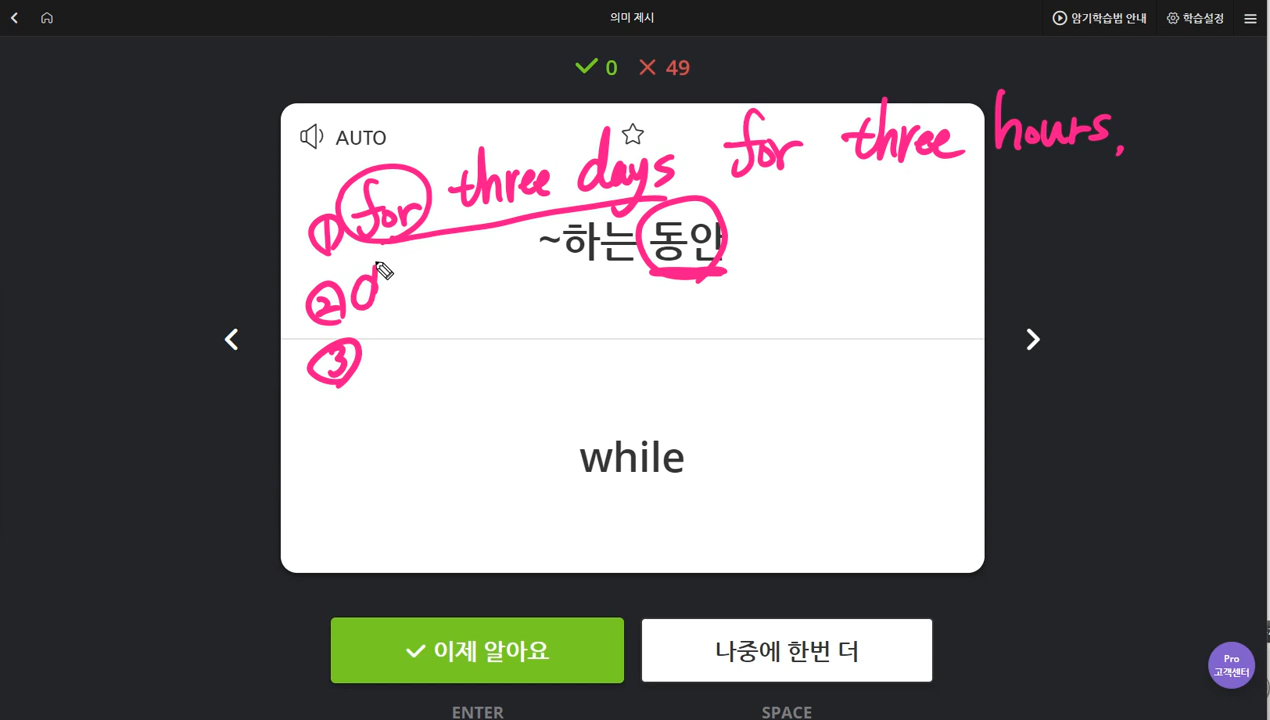 의미 제시
암기학습법 안내
학습설정
0
49
AUTO
① for three days for three hours,
~하는 동안
② d
③
while
이제 알아요
나중에 한번 더
Pro
고객센터
ENTER
SPACE